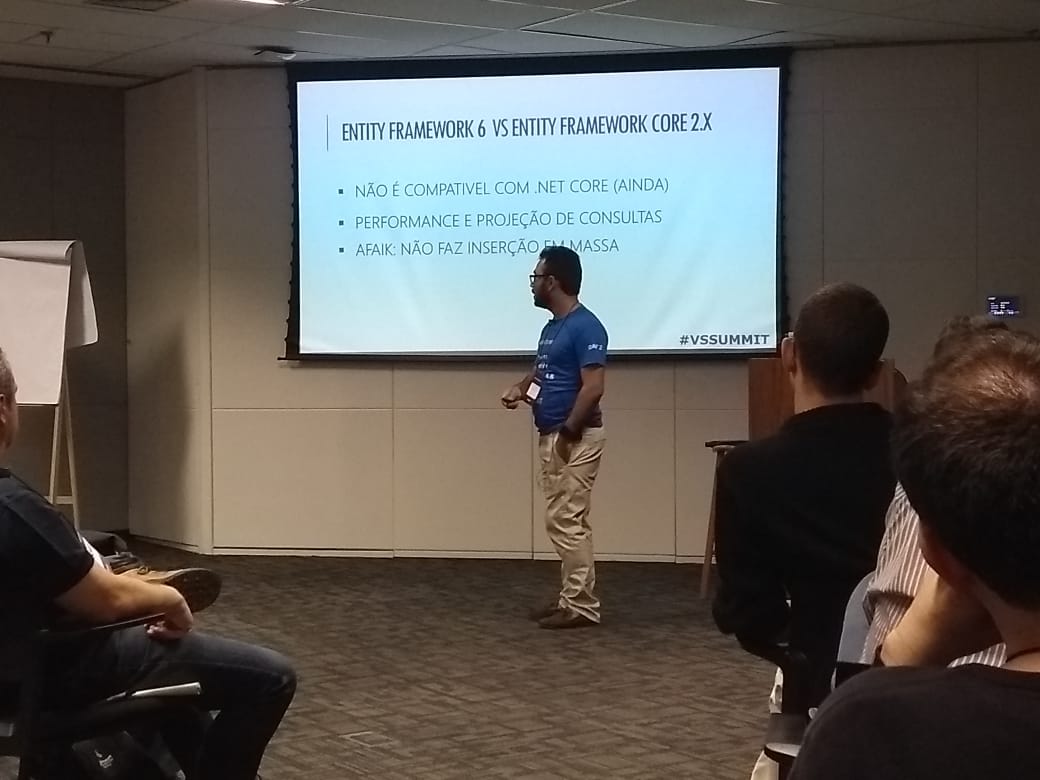 ENTITY FRAMEWORK 6 VS ENTITY FRAMEWORK CORE 2.X
▪ NÃO É COMPATIVEL COM .NET CORE (AINDA)
▪ PERFORMANCE E PROJEÇÃO DE CONSULTAS
▪ AFAIK: NÃO FAZ INSERÇÃO EM MASSA
#VSSUMMIT